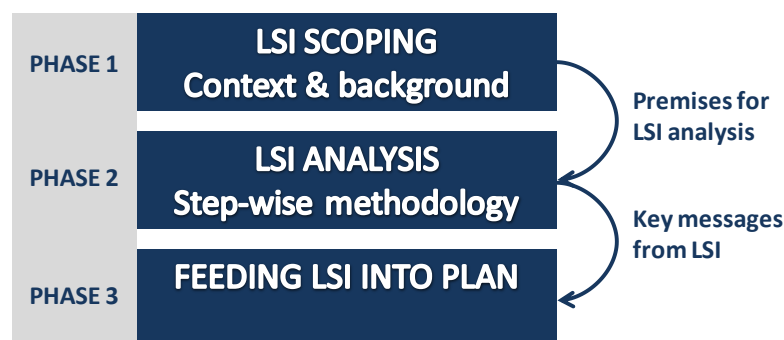 PHASE 1
LSI SCOPING
Context & background
Premises for
LSI analysis
PHASE 2
LSI ANALYSIS
Step-wise methodology
Key messages
from LSI
PHASE 3
FEEDING LSI INTO PLAN